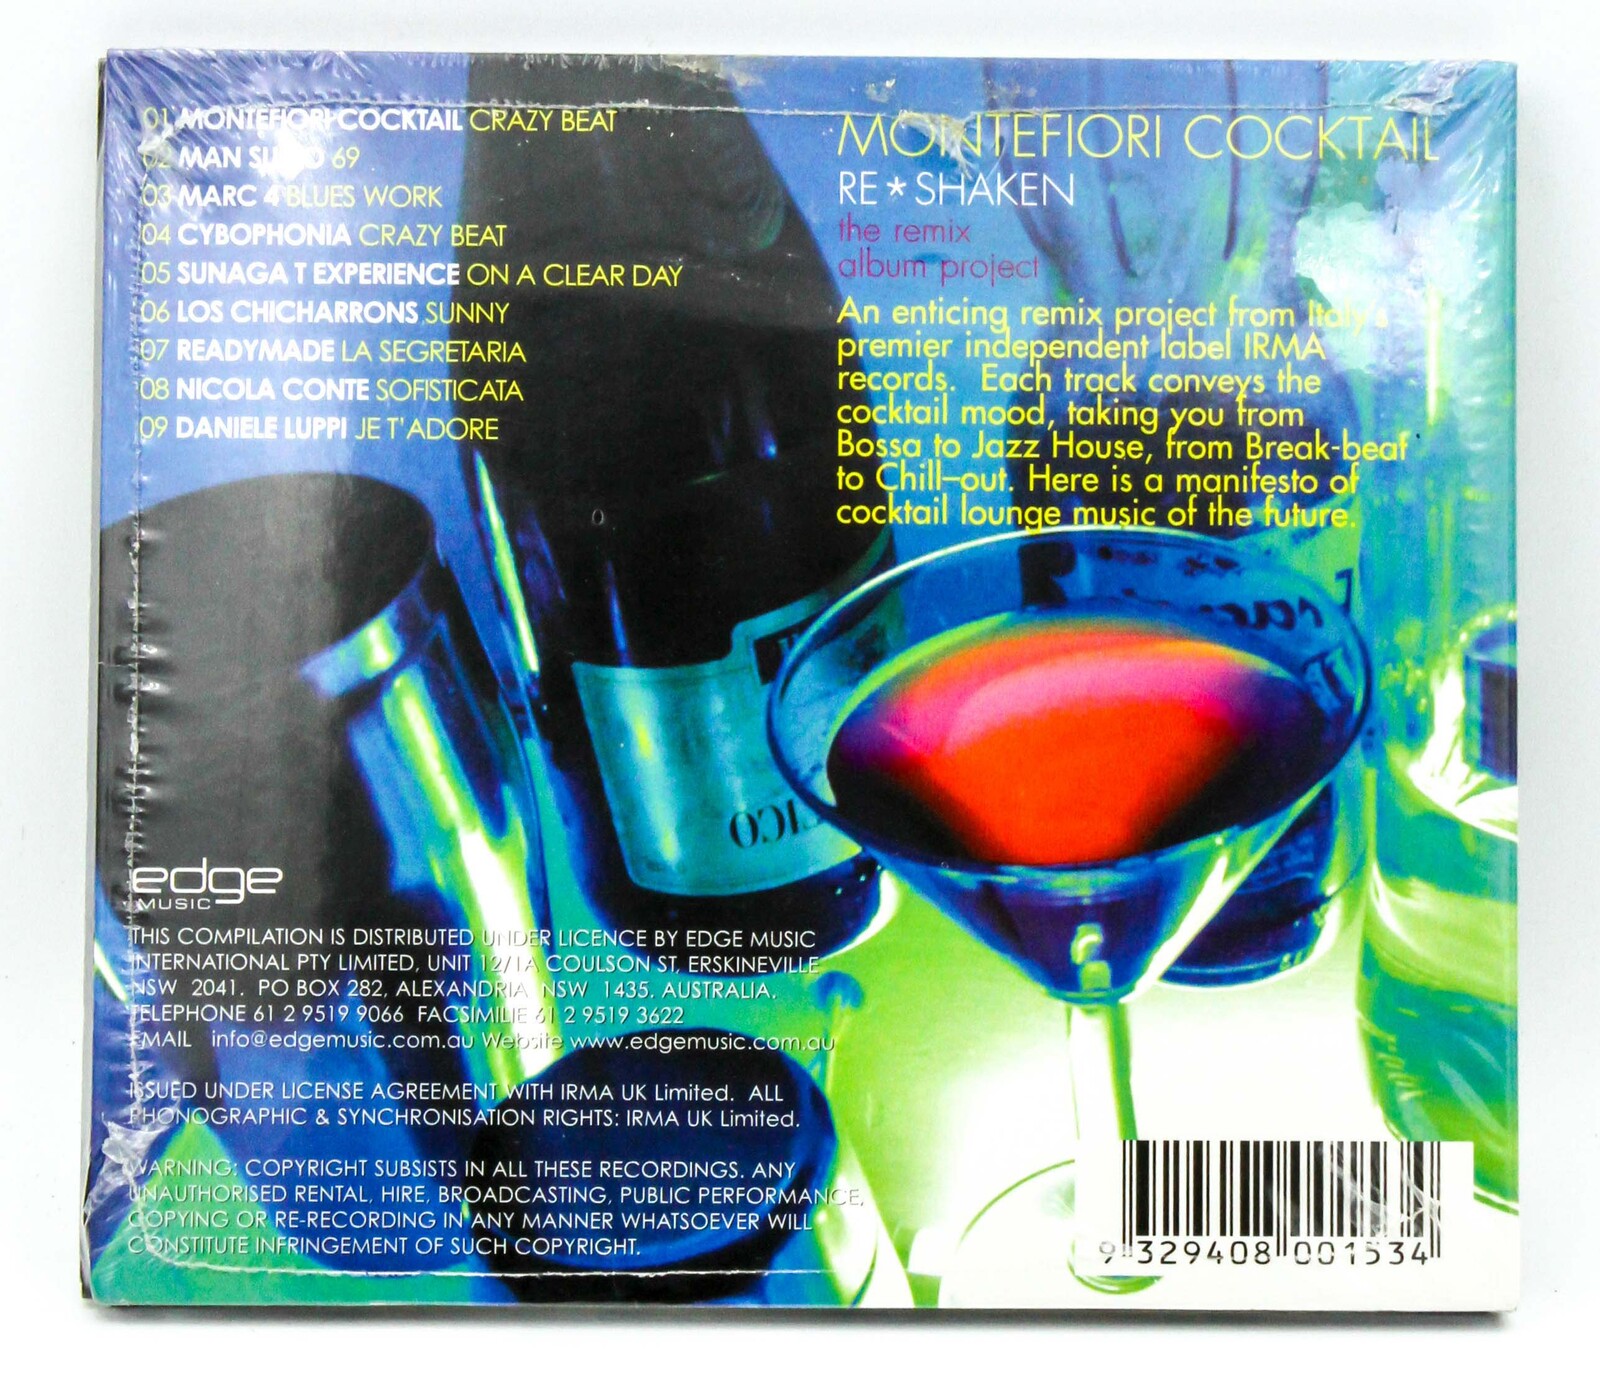 01 MONTEFIORI COCKTAIL CRAZY BEAT
02 MAN 69
03 MARC 4 BLUES WORK
04 CYBOPHONIA CRAZY BEAT
05 SUNAGA T EXPERIENCE ON A CLEAR DAY
06 LOS CHICHARRONS SUNNY
07 READYMADE LA SEGRETARIA
08 NICOLA CONTE SOFISTICATA
09 DANIELE LUPPI JE T'ADORE
MONTEFIORI COCKTAIL
RE*SHAKEN
the remix
album project
An enticing remix project from Italy's
premier independent label IRMA
records. Each track conveys the
cocktail mood, taking you from
Bossa to Jazz House, from Break-beat
to Chill-out. Here is a manifesto of
cocktail lounge music of the future.
edge
MUSIC
THIS COMPILATION IS DISTRIBUTED UNDER LICENCE BY EDGE MUSIC
INTERNATIONAL PTY LIMITED, UNIT 12/1A COULSON ST, ERSKINEVILLE
NSW 2041. PO BOX 282, ALEXANDRIA NSW 1435. AUSTRALIA.
TELEPHONE 61 2 9519 9066 FACSIMILIE 61 2 9519 3622
EMAIL info@edgemusic.com.au Website www.edgemusic.com.au
ISSUED UNDER LICENSE AGREEMENT WITH IRMA UK Limited. ALL
PHONOGRAPHIC & SYNCHRONISATION RIGHTS: IRMA UK Limited.
WARNING: COPYRIGHT SUBSISTS IN ALL THESE RECORDINGS. ANY
UNAUTHORISED RENTAL, HIRE, BROADCASTING, PUBLIC PERFORMANCE,
COPYING OR RE-RECORDING IN ANY MANNER WHATSOEVER WILL
CONSTITUTE INFRINGEMENT OF SUCH COPYRIGHT.
9 329408 001534